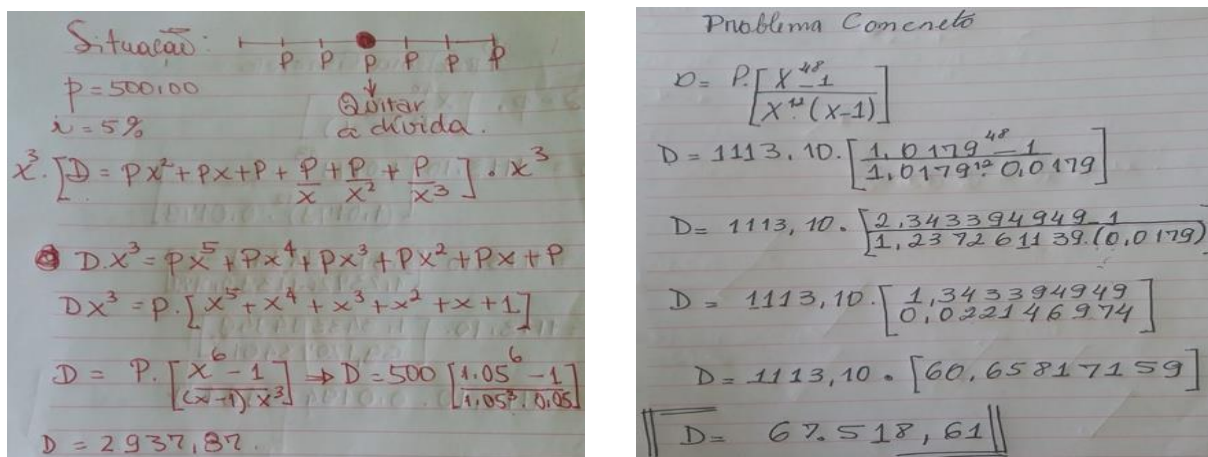 Situação:
P P P P P P
p = 500,00
Quitar
a dívida.
i = 5%
x³. [D = Px² + Px + P + P/x + P/x² + P/x³] . x³
D.x³ = Px⁵ + Px⁴ + Px³ + Px² + Px + P
Dx³ = P. [x⁵ + x⁴ + x³ + x² + x + 1]
D = P. [x⁶ - 1 / (x-1) x³] ⇒ D = 500 [1,05⁶ - 1 / 1,05³ . 0,05]
D = 2937,87.
Problema Concreto
D = P. [x⁴⁸ - 1 / x¹². (x-1)]
D = 1113,10. [1,0179⁴⁸ - 1 / 1,0179¹². 0,0179]
D = 1113,10. [2,343394949 - 1 / 1,237261139.(0,0179)]
D = 1113,10. [1,343394949 / 0,022146974]
D = 1113,10. [60,65817159]
D = 67.518,61